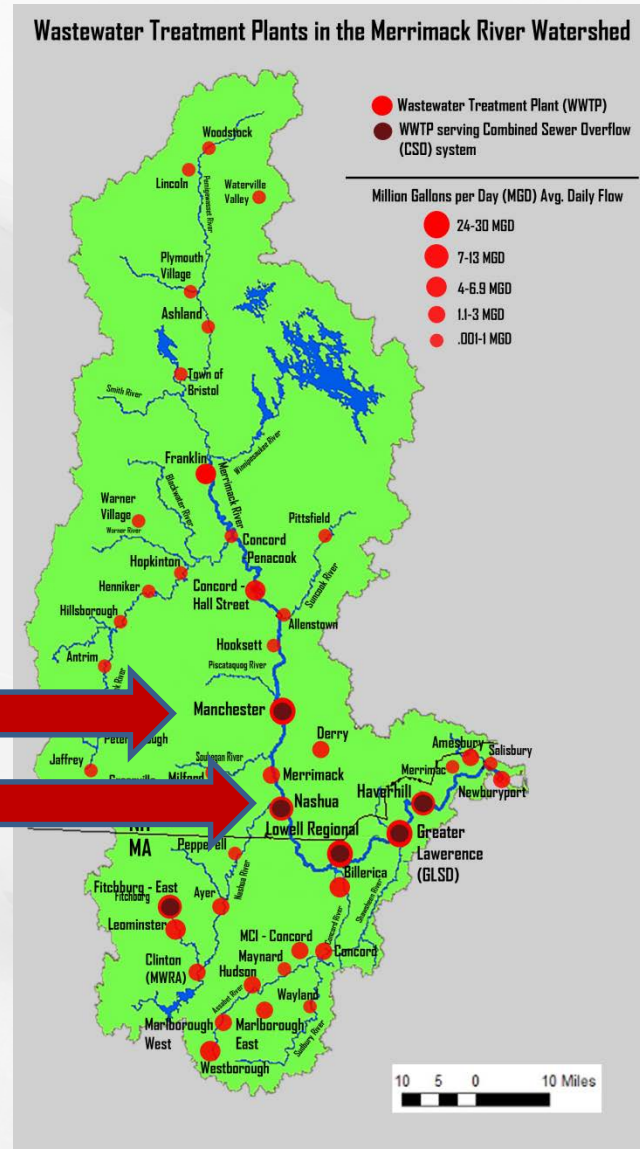 Wastewater Treatment Plants in the Merrimack River Watershed
Wastewater Treatment Plant (WWTP)
WWTP serving Combined Sewer Overflow
(CSO) system
Million Gallons per Day (MGD) Avg. Daily Flow
24-30 MGD
7-13 MGD
4-6.9 MGD
1.1-3 MGD
.001-1 MGD
Woodstock
Lincoln
Waterville
Valley
Pemigewasset River
Plymouth
Village
Ashland
Town of
Bristol
Smith River
Winnipesaukee River
Franklin
Merrimack River
Blackwater River
Warner
Village
Warner River
Concord
Penacook
Pittsfield
Suncook River
Hopkinton
Henniker
Concord -
Hall Street
Hillsborough
Allenstown
Hooksett
Antrim
Piscataquog River
Manchester
Derry
Jaffrey
Souhegan River
Milford
Merrimack
Amesbury
Salisbury
Merrimac
Newburyport
Haverhill
Nashua
Lowell Regional
Greater
Lawerence
(GLSD)
MA
Pepperell
Nashua River
Billerica
Fitchburg - East
Fitchburg
Ayer
Leominster
Concord River
Shawsheen River
MCI - Concord
Concord
Maynard
Clinton
(MWRA)
Hudson
Assabet River
Wayland
Marlborough
West
Marlborough
East
Sudbury River
Westborough
10 5 0 10 Miles